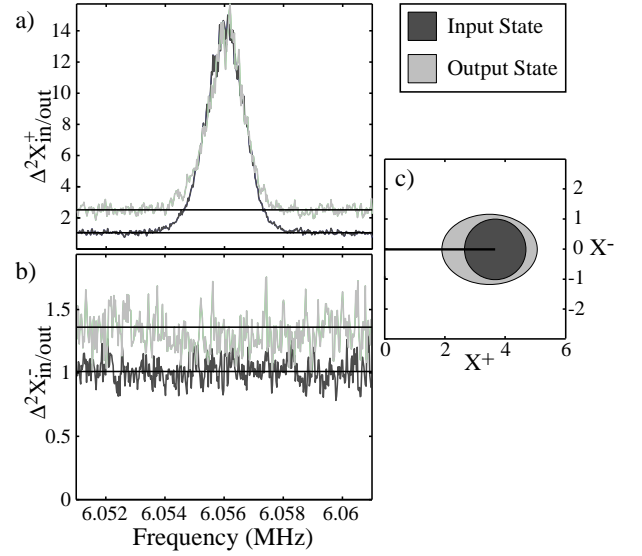 a)
14
12
10
8
6
4
2
Δ²X⁺in/out
Input State
Output State
c)
2
1
0 X-
-1
-2
0 2 4 6
X+
b)
1.5
1
0.5
0
Δ²X⁻in/out
6.052 6.054 6.056 6.058 6.06
Frequency (MHz)